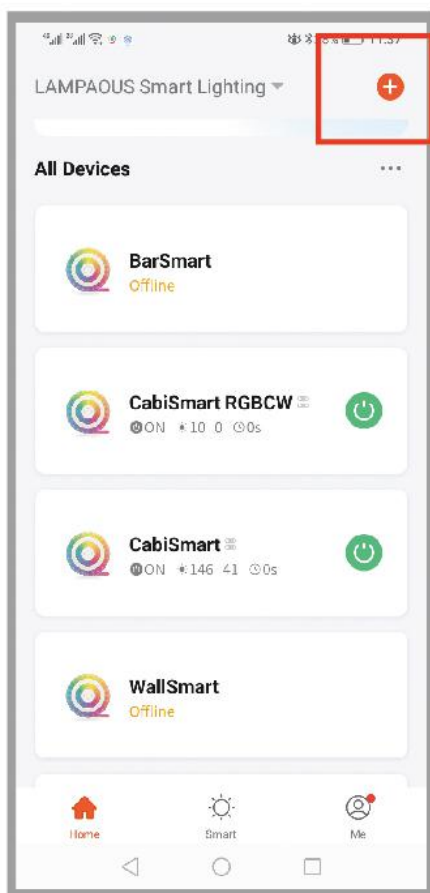 LAMPAOUS Smart Lighting
All Devices
BarSmart
Offline
CabiSmart RGBCW
ON 10 0 0s
CabiSmart
ON 146 41 0s
WallSmart
Offline
Home Smart Me